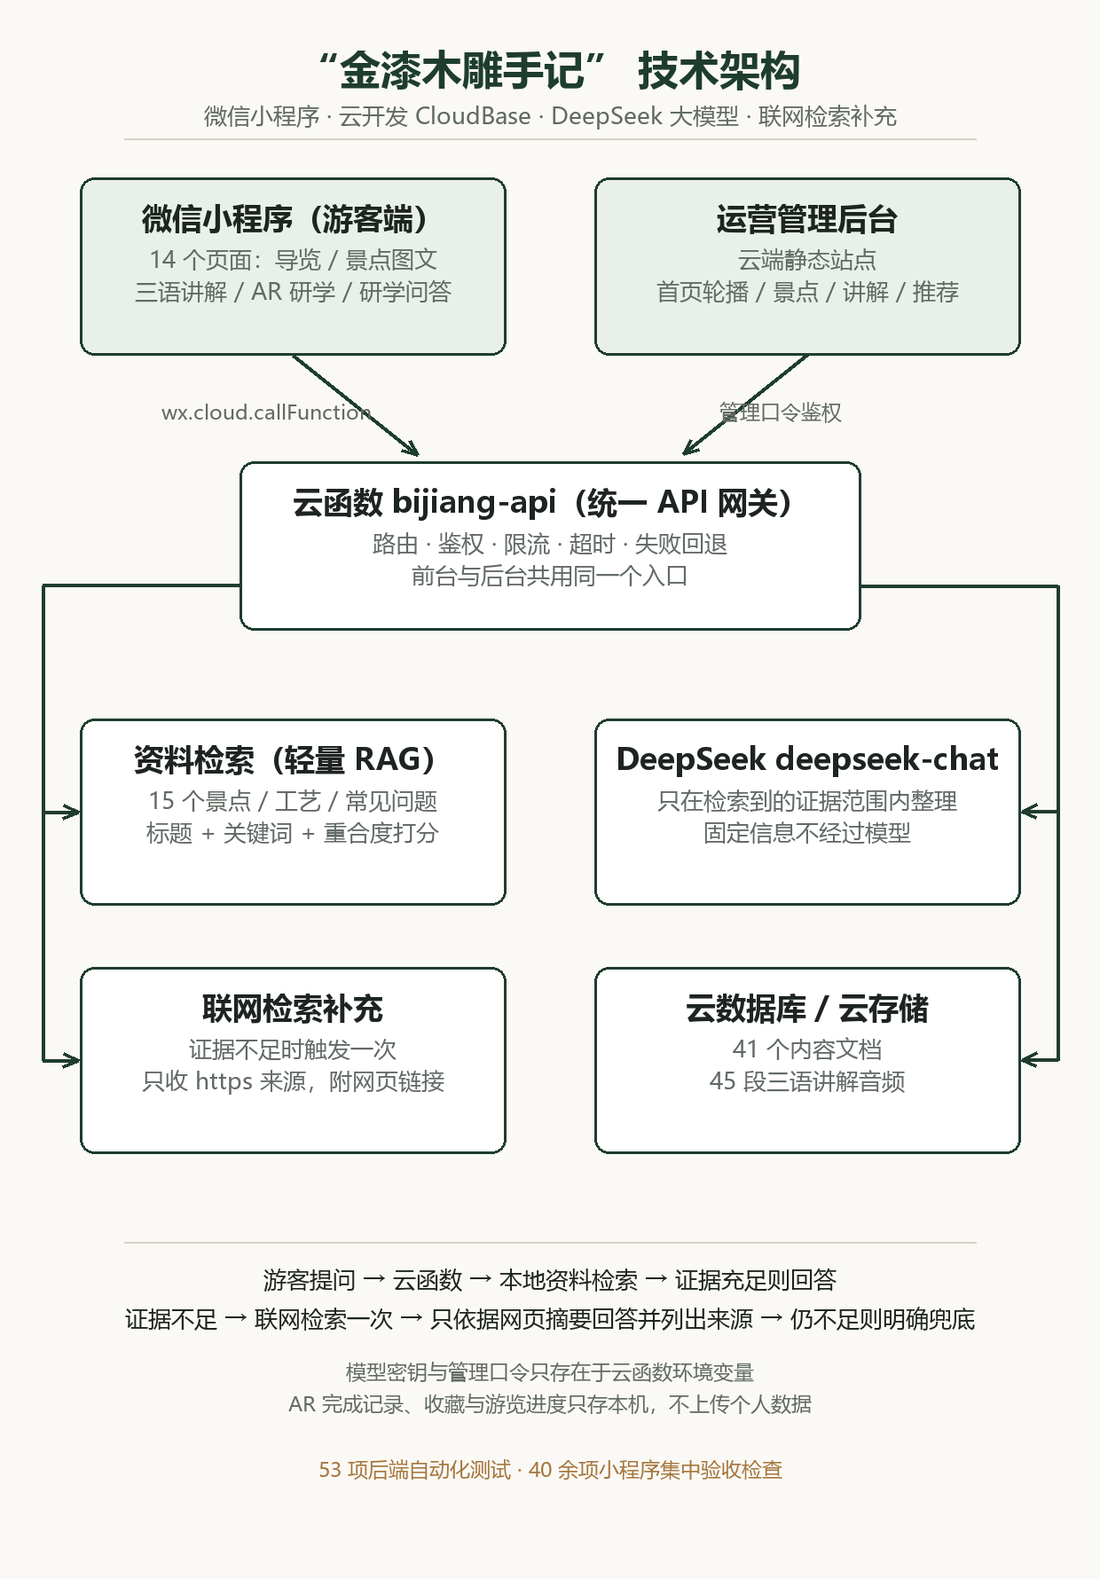 “金漆木雕手记” 技术架构
微信小程序 · 云开发 CloudBase · DeepSeek 大模型 · 联网检索补充
微信小程序（游客端）
14 个页面：导览 / 景点图文
三语讲解 / AR 研学 / 研学问答
运营管理后台
云端静态站点
首页轮播 / 景点 / 讲解 / 推荐
wx.cloud.callFunction
管理口令鉴权
云函数 bijiang-api（统一 API 网关）
路由 · 鉴权 · 限流 · 超时 · 失败回退
前台与后台共用同一个入口
资料检索（轻量 RAG）
15 个景点 / 工艺 / 常见问题
标题 + 关键词 + 重合度打分
DeepSeek deepseek-chat
只在检索到的证据范围内整理
固定信息不经过模型
联网检索补充
证据不足时触发一次
只收 https 来源，附网页链接
云数据库 / 云存储
41 个内容文档
45 段三语讲解音频
游客提问 → 云函数 → 本地资料检索 → 证据充足则回答
证据不足 → 联网检索一次 → 只依据网页摘要回答并列出来源 → 仍不足则明确兜底
模型密钥与管理口令只存在于云函数环境变量
AR 完成记录、收藏与游览进度只存本机，不上传个人数据
53 项后端自动化测试 · 40 余项小程序集中验收检查